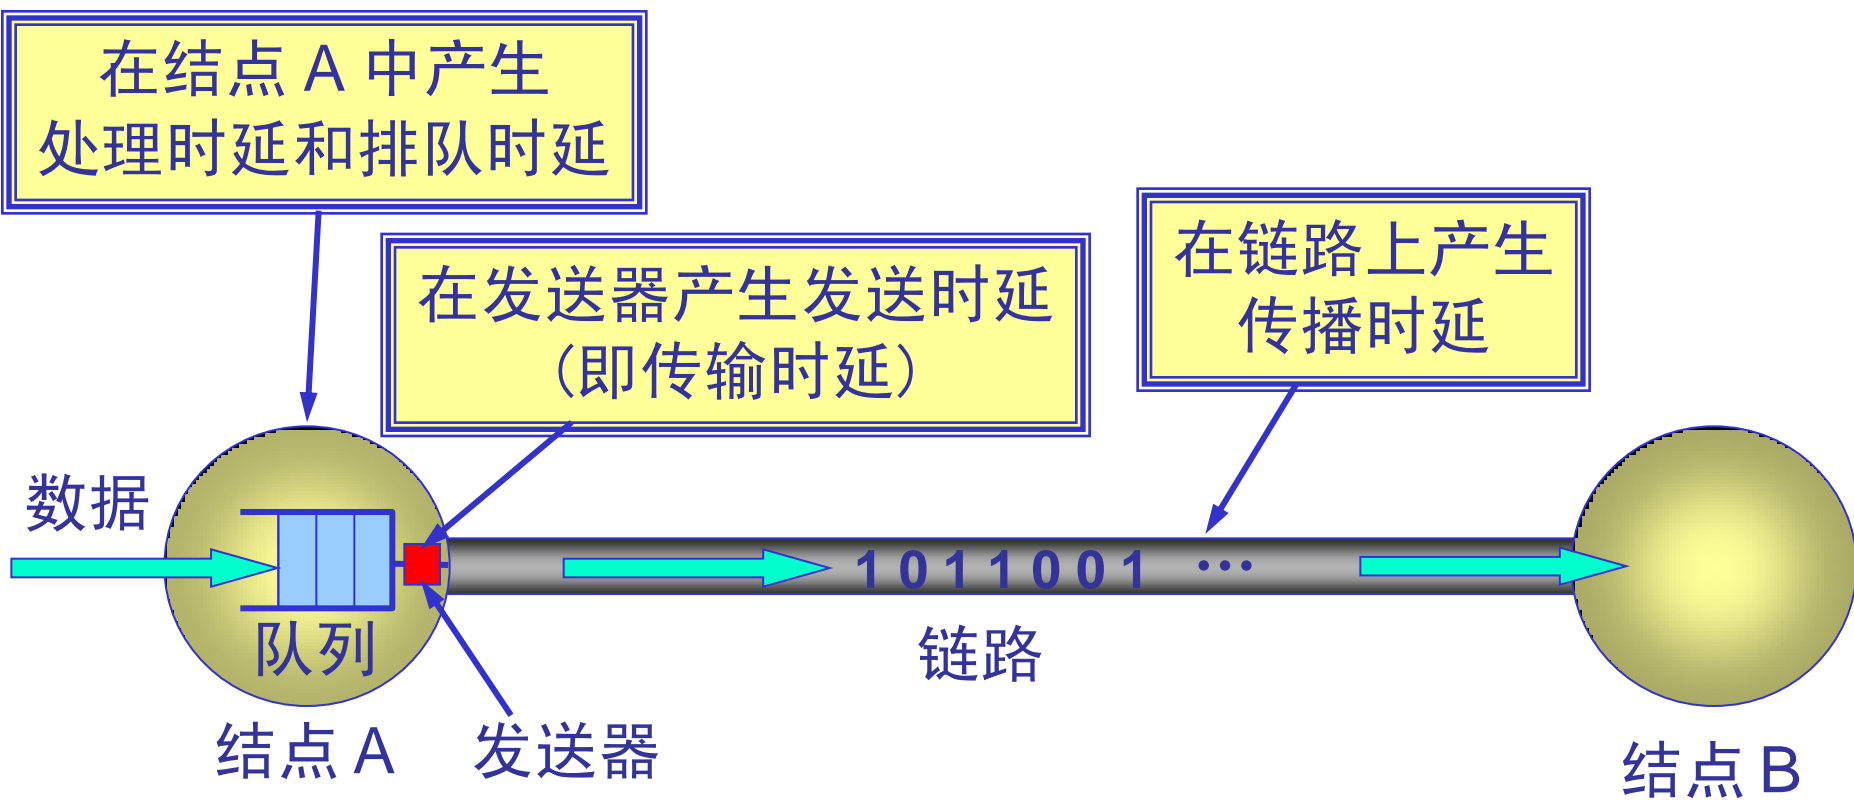 在结点 A 中产生
处理时延和排队时延
在发送器产生发送时延
(即传输时延)
在链路上产生
传播时延
数据
1 0 1 1 0 0 1 …
队列
链路
结点 A
发送器
结点 B